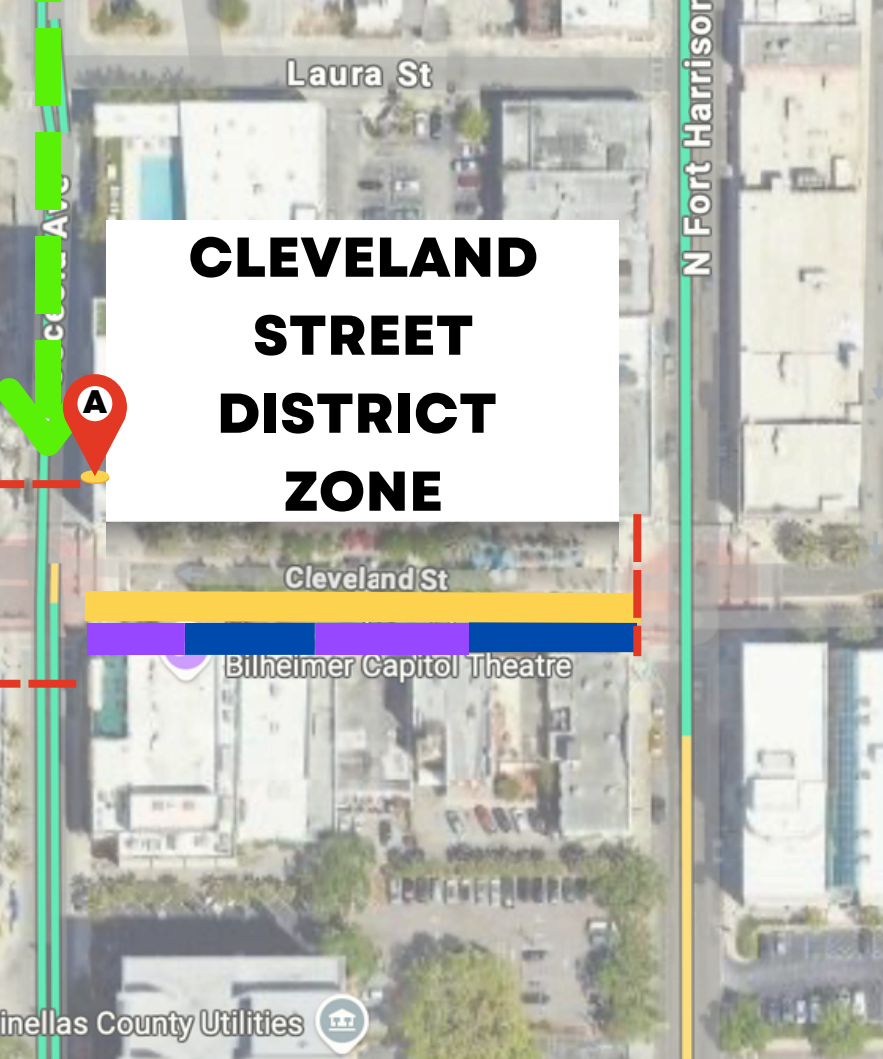 Laura St
N Fort Harrison
CLEVELAND
STREET
DISTRICT
ZONE
A
Cleveland St
Bilheimer Capitol Theatre
inellas County Utilities